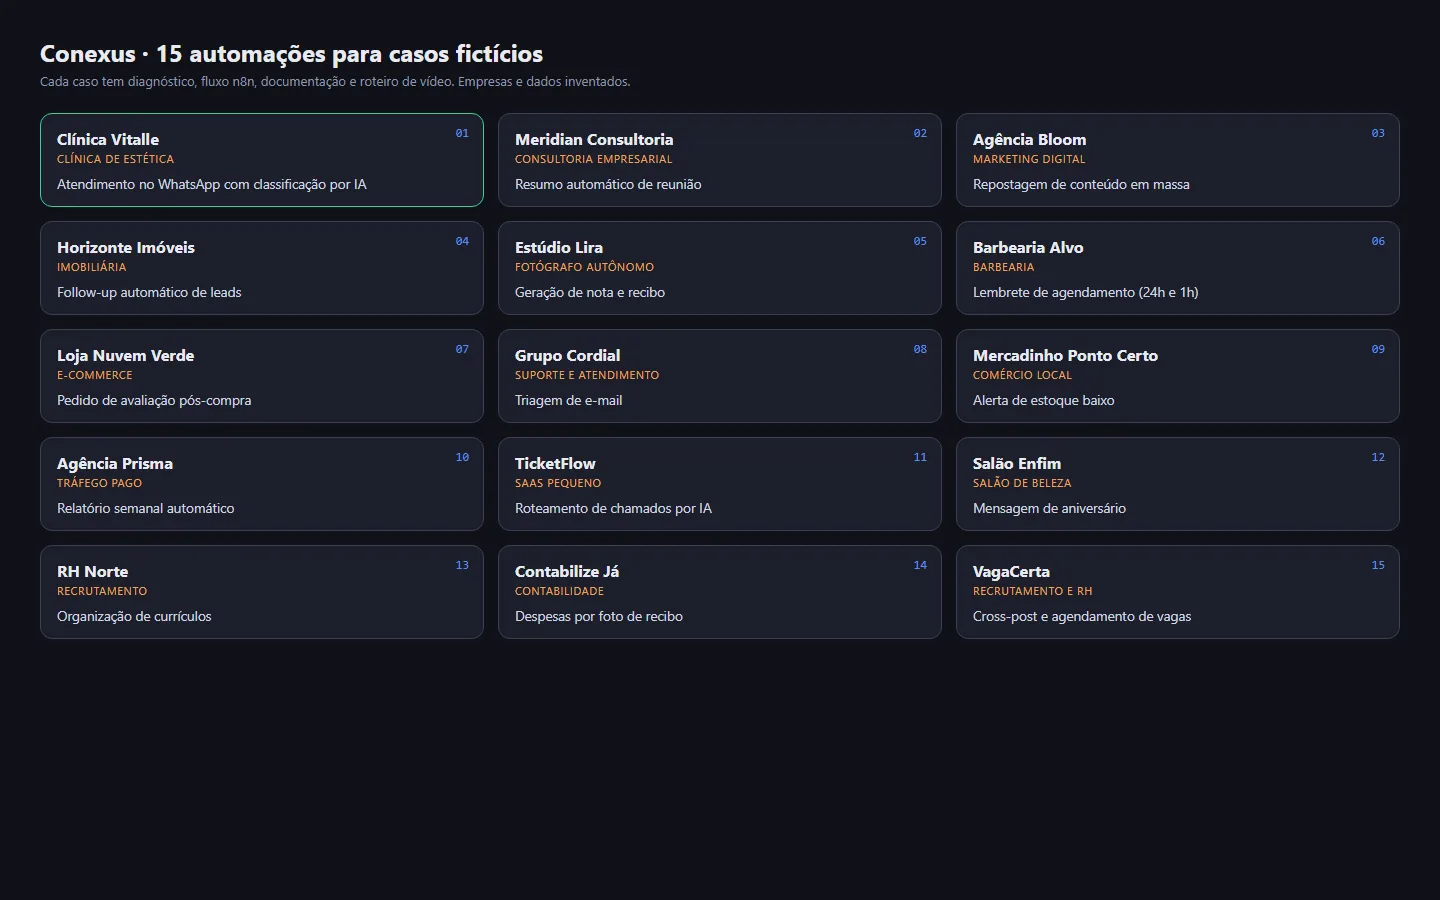 Conexus · 15 automações para casos fictícios
Cada caso tem diagnóstico, fluxo n8n, documentação e roteiro de vídeo. Empresas e dados inventados.
Clínica Vitalle
01
CLÍNICA DE ESTÉTICA
Atendimento no WhatsApp com classificação por IA
Meridian Consultoria
02
CONSULTORIA EMPRESARIAL
Resumo automático de reunião
Agência Bloom
03
MARKETING DIGITAL
Repostagem de conteúdo em massa
Horizonte Imóveis
04
IMOBILIÁRIA
Follow-up automático de leads
Estúdio Lira
05
FOTÓGRAFO AUTÔNOMO
Geração de nota e recibo
Barbearia Alvo
06
BARBEARIA
Lembrete de agendamento (24h e 1h)
Loja Nuvem Verde
07
E-COMMERCE
Pedido de avaliação pós-compra
Grupo Cordial
08
SUPORTE E ATENDIMENTO
Triagem de e-mail
Mercadinho Ponto Certo
09
COMÉRCIO LOCAL
Alerta de estoque baixo
Agência Prisma
10
TRÁFEGO PAGO
Relatório semanal automático
TicketFlow
11
SAAS PEQUENO
Roteamento de chamados por IA
Salão Enfim
12
SALÃO DE BELEZA
Mensagem de aniversário
RH Norte
13
RECRUTAMENTO
Organização de currículos
Contabilize Já
14
CONTABILIDADE
Despesas por foto de recibo
VagaCerta
15
RECRUTAMENTO E RH
Cross-post e agendamento de vagas